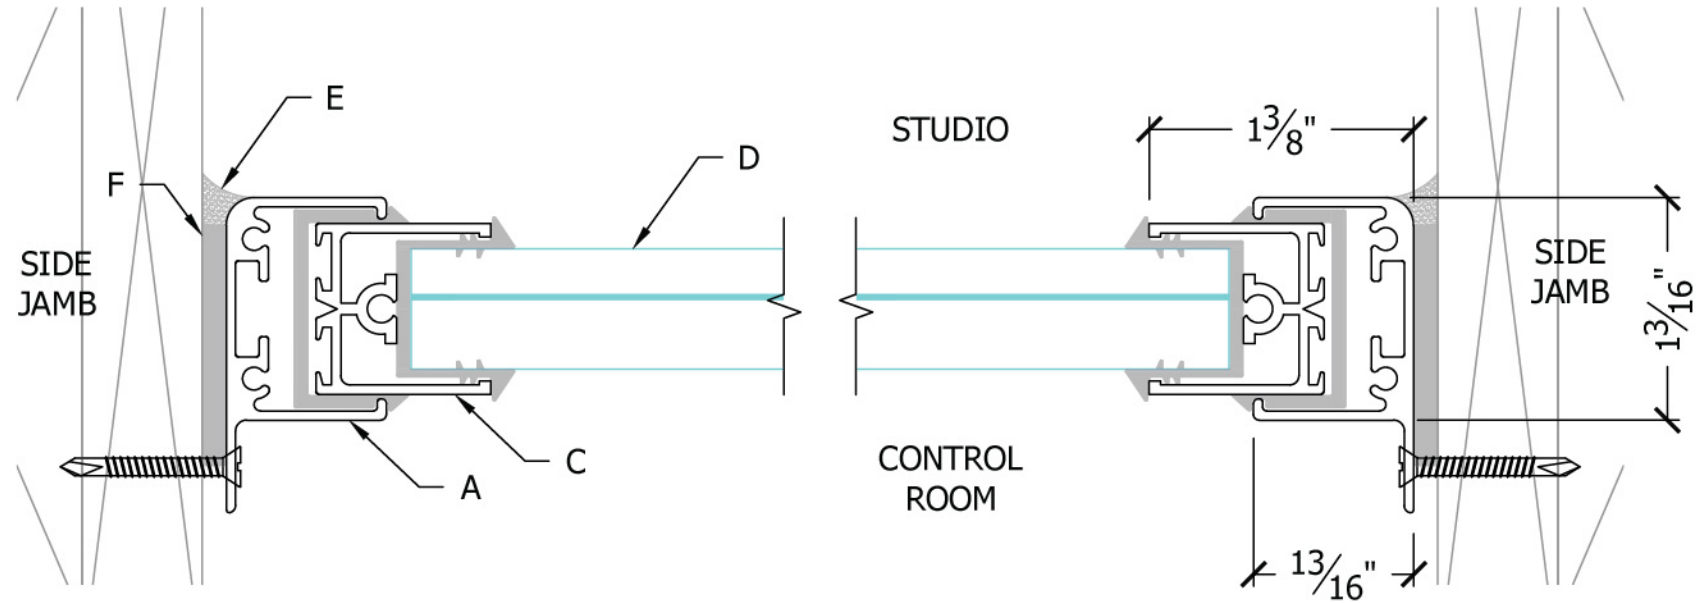 E
STUDIO
1 3/8"
D
F
SIDE
JAMB
SIDE
JAMB
1 3/16"
C
A
CONTROL
ROOM
13/16"